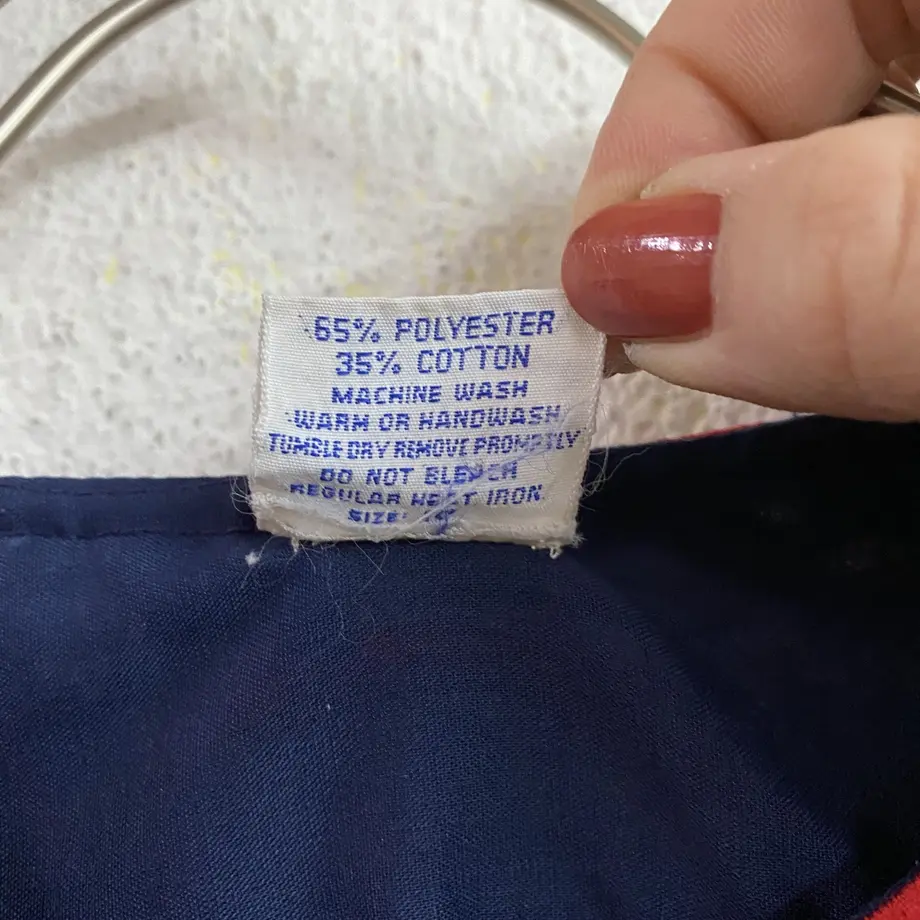 65% POLYESTER
35% COTTON
MACHINE WASH
WARM OR HANDWASH
TUMBLE DRY REMOVE PROMPTLY
DO NOT BLEACH
REGULAR HEAT IRON.
SIZE: